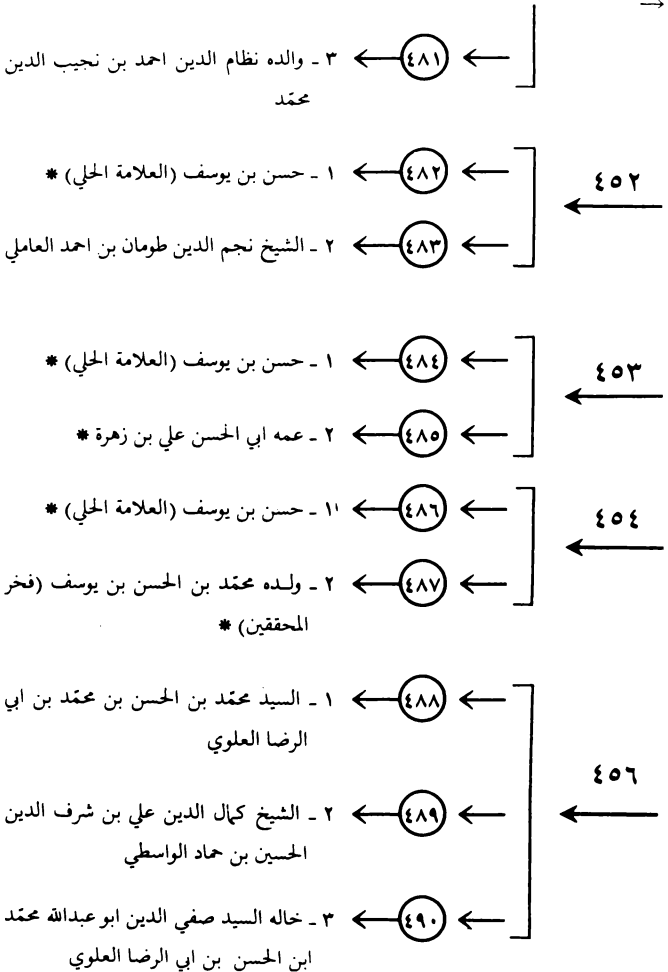 ٤٨١ ٣ ـ والده نظام الدين احمد بن نجيب الدين
محمّد
٤٥٢
٤٨٢ ١ ـ حسن بن يوسف (العلامة الحلي) *
٤٨٣ ٢ ـ الشيخ نجم الدين طومان بن احمد العاملي
٤٥٣
٤٨٤ ١ ـ حسن بن يوسف (العلامة الحلي) *
٤٨٥ ٢ ـ عمه ابي الحسن علي بن زهرة *
٤٥٤
٤٨٦ ١ ـ حسن بن يوسف (العلامة الحلي) *
٤٨٧ ٢ ـ ولـده محمّد بن الحسن بن يوسف (فخر
المحققين) *
٤٥٦
٤٨٨ ١ ـ السيد محمّد بن الحسن بن محمّد بن ابي
الرضا العلوي
٤٨٩ ٢ ـ الشيخ كمال الدين علي بن شرف الدين
الحسين بن حماد الواسطي
٤٩٠ ٣ ـ خاله السيد صفي الدين ابو عبدالله محمّد
ابن الحسن بن ابي الرضا العلوي